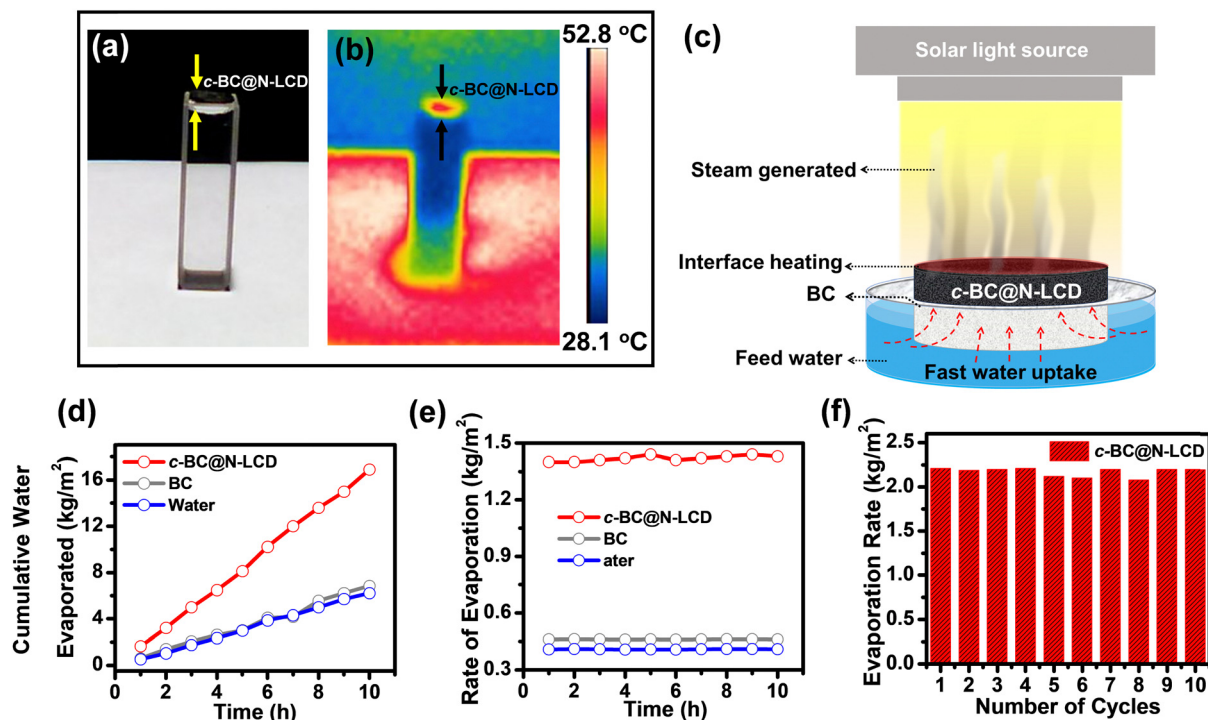 (a)
c-BC@N-LCD
(b)
c-BC@N-LCD
52.8 °C
28.1 °C
(c)
Solar light source
Steam generated
Interface heating
BC
Feed water
c-BC@N-LCD
Fast water uptake
(d)
Cumulative Water
Evaporated (kg/m²)
16
12
8
4
0
c-BC@N-LCD
BC
Water
0 2 4 6 8 10
Time (h)
(e)
Rate of Evaporation (kg/m²)
1.5
1.2
0.9
0.6
0.3
c-BC@N-LCD
BC
ater
0 2 4 6 8 10
Time (h)
(f)
Evaporation Rate (kg/m²)
2.5
2.0
1.5
1.0
0.5
0.0
c-BC@N-LCD
1 2 3 4 5 6 7 8 9 10
Number of Cycles